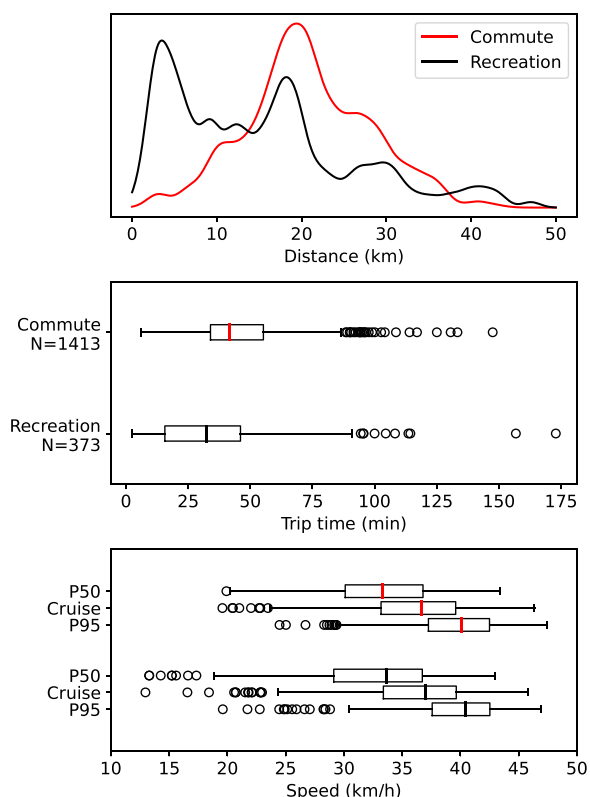 Commute
Recreation
0 10 20 30 40 50
Distance (km)
Commute
N=1413
Recreation
N=373
0 25 50 75 100 125 150 175
Trip time (min)
P50
Cruise
P95
P50
Cruise
P95
10 15 20 25 30 35 40 45 50
Speed (km/h)